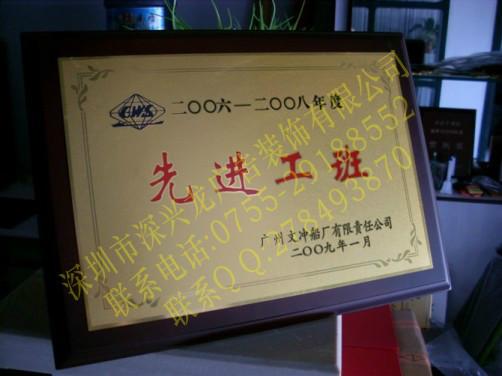 GWS
二〇〇六—二〇〇八年度
先进工班
广州文冲船厂有限责任公司
二〇〇九年一月
深圳市深兴龙广告装饰有限公司
联系电话:0755-29188552
联系QQ:278493870